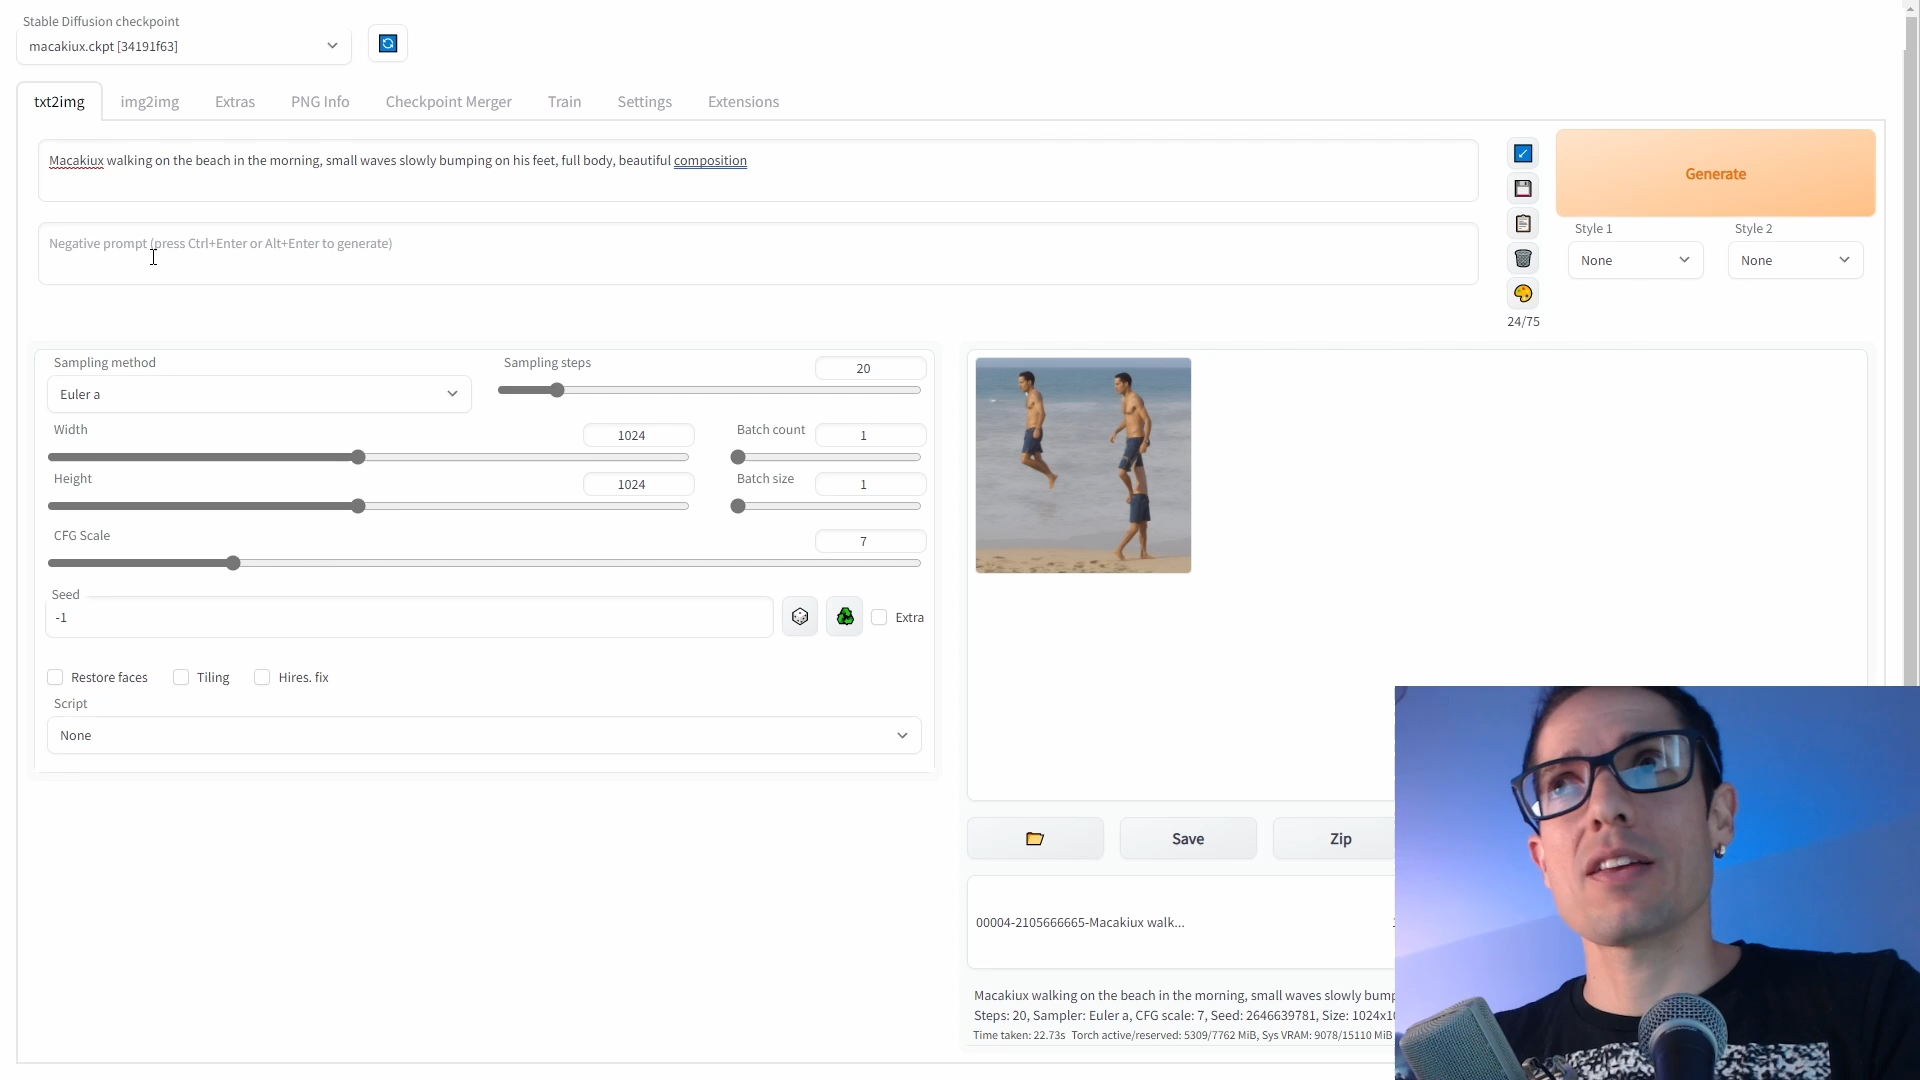 Stable Diffusion checkpoint
macakiux.ckpt [34191f63]
txt2img img2img Extras PNG Info Checkpoint Merger Train Settings Extensions
Macakiux walking on the beach in the morning, small waves slowly bumping on his feet, full body, beautiful composition
Generate
Negative prompt (press Ctrl+Enter or Alt+Enter to generate)
Style 1 Style 2
None None
24/75
Sampling method Sampling steps 20
Euler a
Width 1024 Batch count 1
Height 1024 Batch size 1
CFG Scale 7
Seed
-1 Extra
Restore faces Tiling Hires. fix
Script
None
Save Zip
00004-2105666665-Macakiux walk...
Macakiux walking on the beach in the morning, small waves slowly bump
Steps: 20, Sampler: Euler a, CFG scale: 7, Seed: 2646639781, Size: 1024x10
Time taken: 22.73s Torch active/reserved: 5309/7762 MiB, Sys VRAM: 9078/15110 MiB